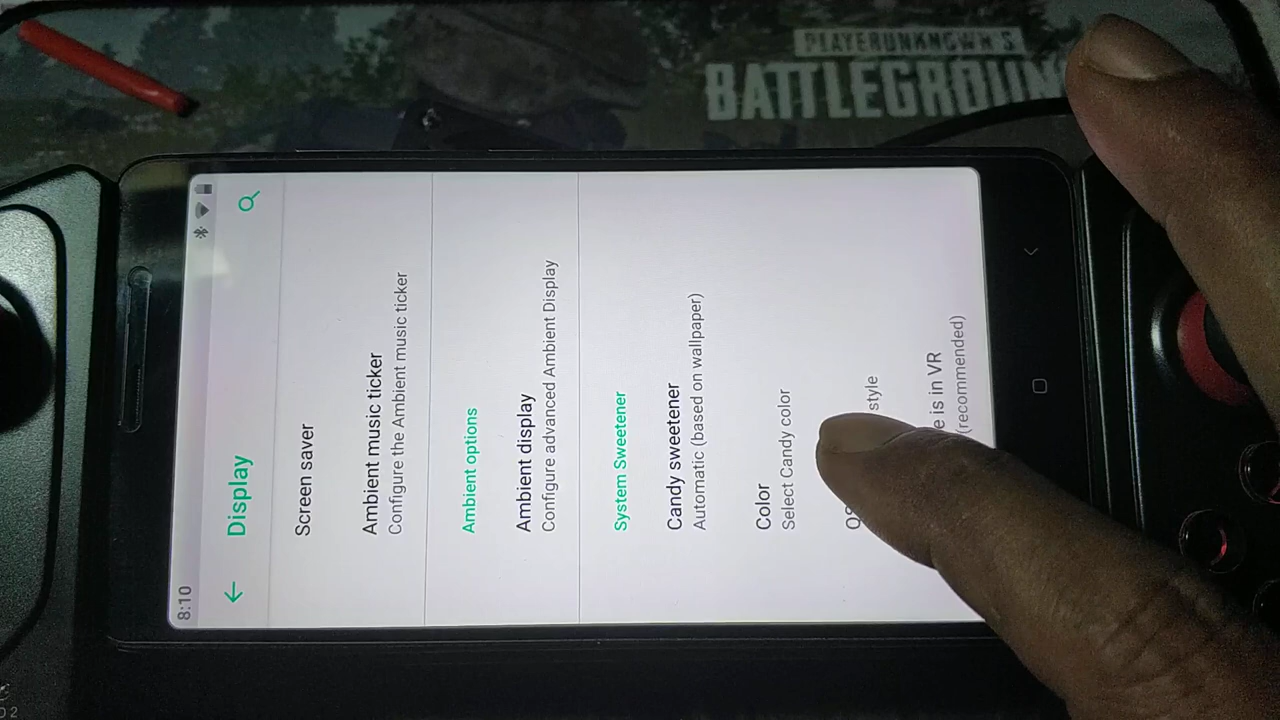 PLAYERUNKNOWN'S
8:10
Display
Screen saver
Ambient music ticker
Configure the Ambient music ticker
Ambient options
Ambient display
Configure advanced Ambient Display
System Sweetener
Candy sweetener
Automatic (based on wallpaper)
Color
Select Candy color
style
is in VR
(recommended)